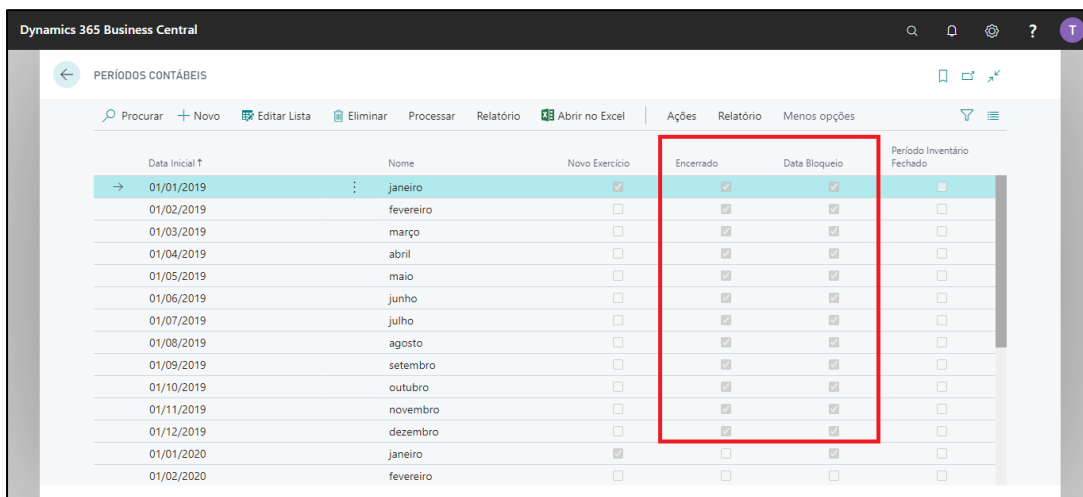 Dynamics 365 Business Central ? T
PERÍODOS CONTÁBEIS
Procurar + Novo Editar Lista Eliminar Processar Relatório Abrir no Excel Ações Relatório Menos opções
Data Inicial ↑ Nome Novo Exercício Encerrado Data Bloqueio Período Inventário Fechado
01/01/2019 janeiro
01/02/2019 fevereiro
01/03/2019 março
01/04/2019 abril
01/05/2019 maio
01/06/2019 junho
01/07/2019 julho
01/08/2019 agosto
01/09/2019 setembro
01/10/2019 outubro
01/11/2019 novembro
01/12/2019 dezembro
01/01/2020 janeiro
01/02/2020 fevereiro